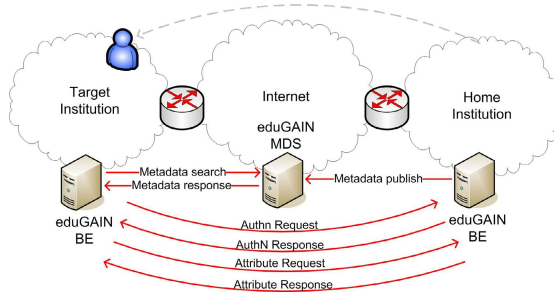 Target
Institution
Internet
Home
Institution
eduGAIN
MDS
Metadata search
Metadata response
Metadata publish
eduGAIN
BE
eduGAIN
BE
Authn Request
AuthN Response
Attribute Request
Attribute Response